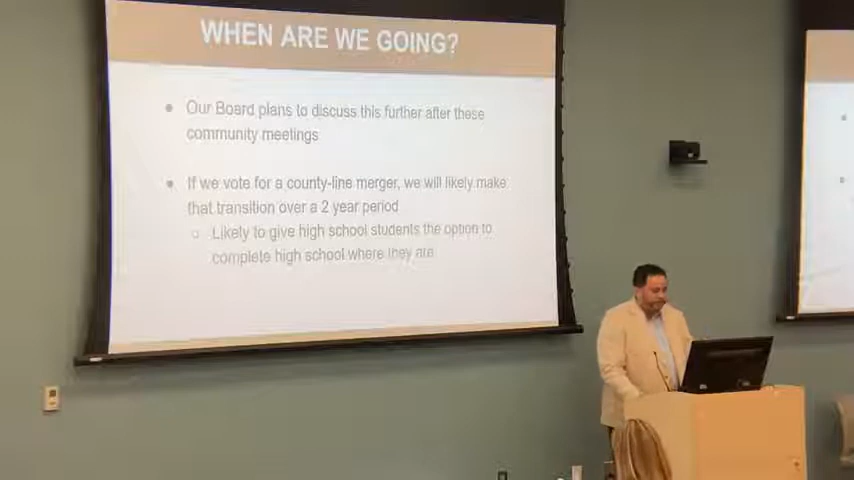 WHEN ARE WE GOING?
Our Board plans to discuss this further after these
community meetings
If we vote for a county-line merger, we will likely make
that transition over a 2 year period
Likely to give high school students the option to
complete high school where they are